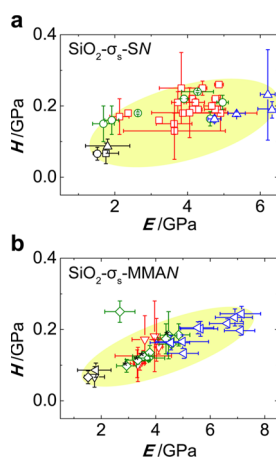 a
SiO₂-σₛ-SN
0.4
0.2
0.0
H /GPa
2 4 6
E /GPa
b
SiO₂-σₛ-MMAN
0.4
0.2
0.0
H /GPa
2 4 6 8
E /GPa